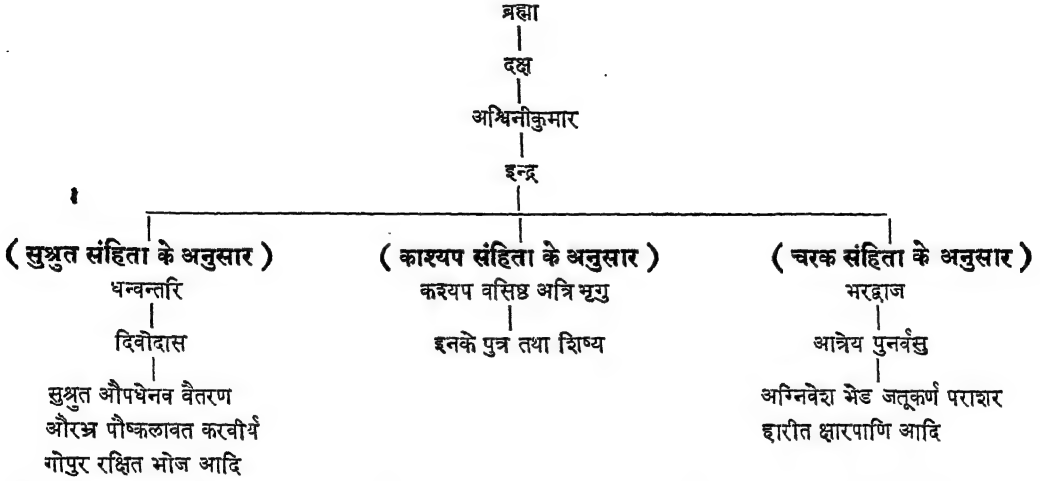 ब्रह्मा
दक्ष
अश्विनीकुमार
इन्द्र
( सुश्रुत संहिता के अनुसार )
धन्वन्तरि
दिवोदास
सुश्रुत औपधेनव वैतरण
औरभ्र पौष्कलावत करवीर्य
गोपुर रक्षित भोज आदि
( काश्यप संहिता के अनुसार )
कश्यप वसिष्ठ अत्रि भृगु
इनके पुत्र तथा शिष्य
( चरक संहिता के अनुसार )
भरद्वाज
आत्रेय पुनर्वसु
अग्निवेश भेड जतूकर्ण पराशर
हारीत क्षारपाणि आदि